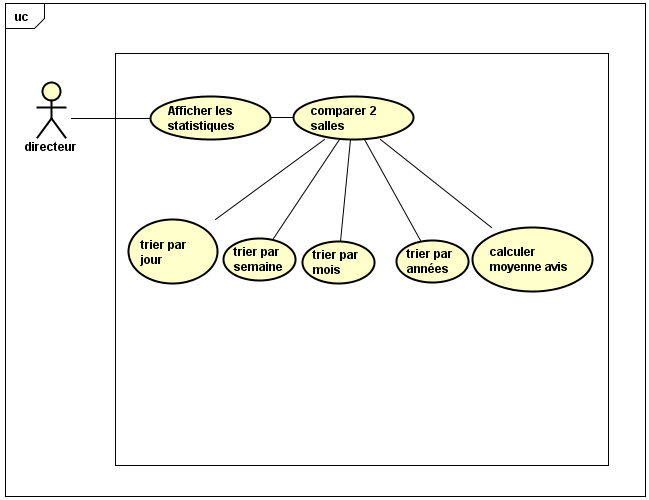 uc
Afficher les
statistiques
comparer 2
salles
directeur
trier par
jour
trier par
semaine
trier par
mois
trier par
années
calculer
moyenne avis